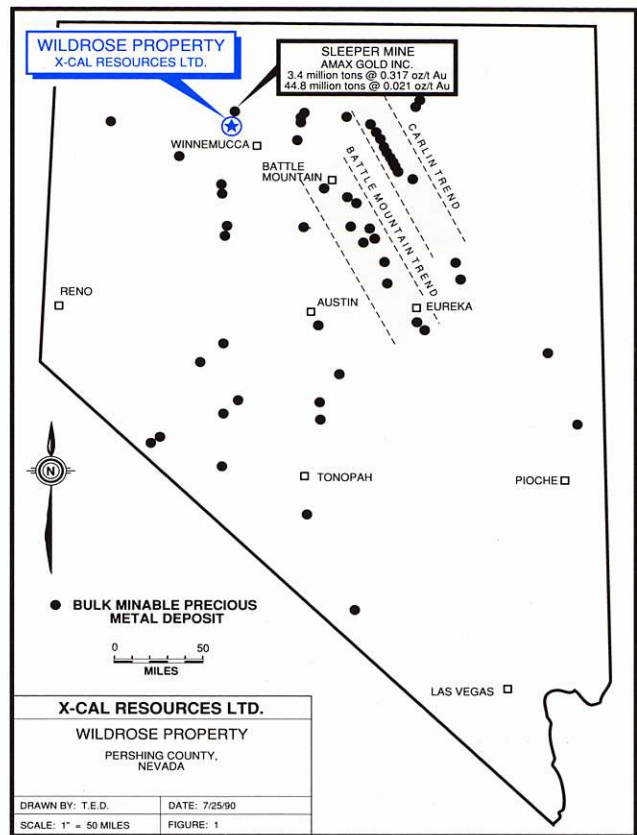 WILDROSE PROPERTY
X-CAL RESOURCES LTD.
SLEEPER MINE
AMAX GOLD INC.
3.4 million tons @ 0.317 oz/t Au
44.8 million tons @ 0.021 oz/t Au
WINNEMUCCA
BATTLE
MOUNTAIN
CARLIN TREND
BATTLE MOUNTAIN TREND
RENO
AUSTIN
EUREKA
N
TONOPAH
PIOCHE
BULK MINABLE PRECIOUS
METAL DEPOSIT
0 50
MILES
LAS VEGAS
X-CAL RESOURCES LTD.
WILDROSE PROPERTY
PERSHING COUNTY,
NEVADA
DRAWN BY: T.E.D. DATE: 7/25/90
SCALE: 1" = 50 MILES FIGURE: 1